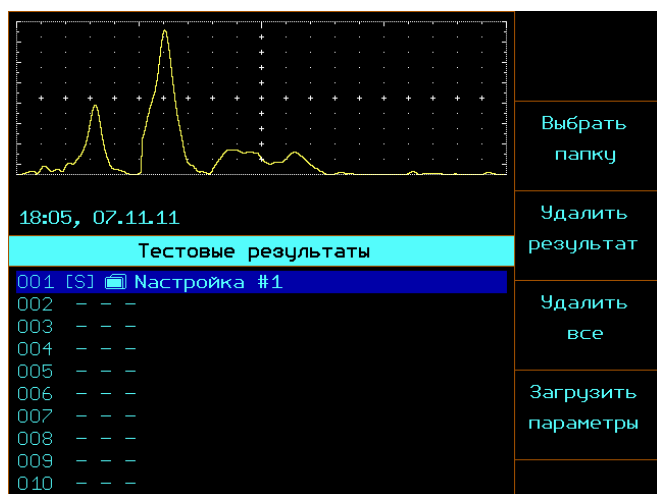 18:05, 07.11.11
Тестовые результаты
001 [S] Nастройка #1
002 - - -
003 - - -
004 - - -
005 - - -
006 - - -
007 - - -
008 - - -
009 - - -
010 - - -
Выбрать
папку
Удалить
результат
Удалить
все
Загрузить
параметры